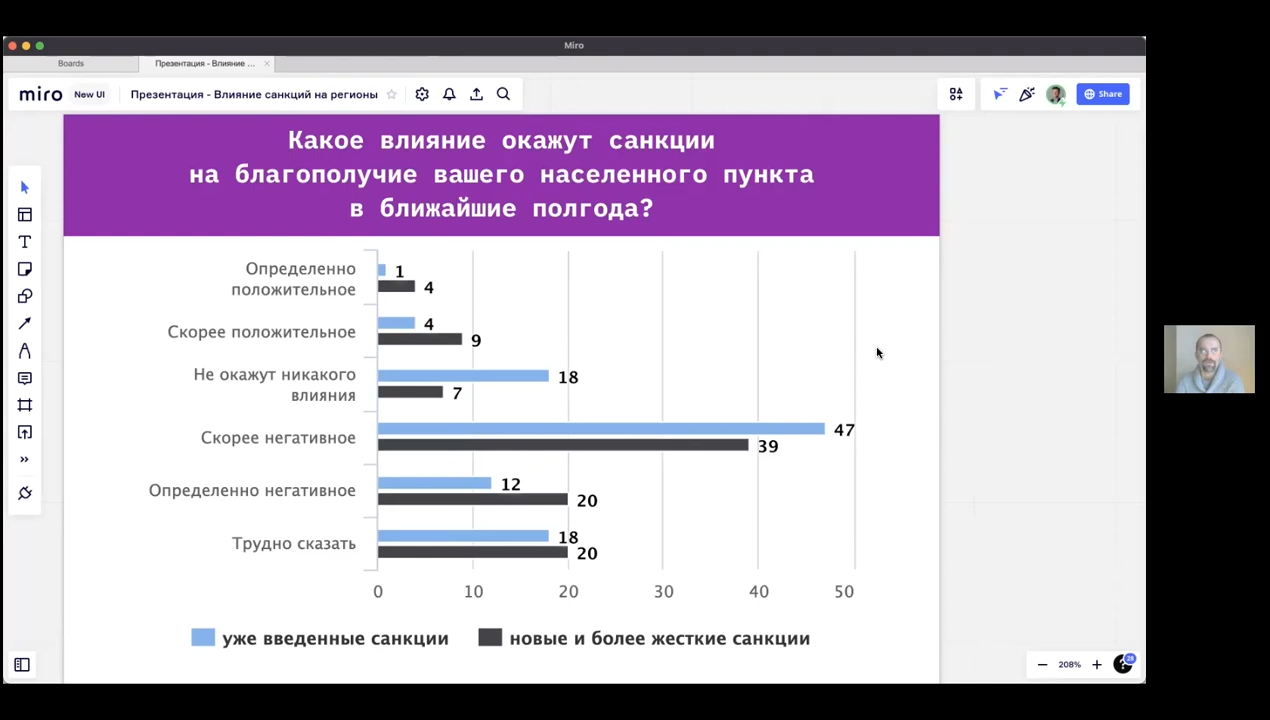 Miro
Boards
Презентация - Влияние ...
miro
New UI
Презентация - Влияние санкций на регионы
Share
Какое влияние окажут санкции
на благополучие вашего населенного пункта
в ближайшие полгода?
Определенно
положительное
1
4
Скорее положительное
4
9
Не окажут никакого
влияния
18
7
Скорее негативное
47
39
Определенно негативное
12
20
Трудно сказать
18
20
0 10 20 30 40 50
уже введенные санкции новые и более жесткие санкции
208%